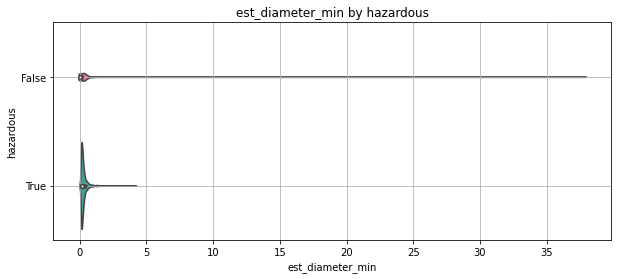 est_diameter_min by hazardous
hazardous
False
True
0 5 10 15 20 25 30 35
est_diameter_min